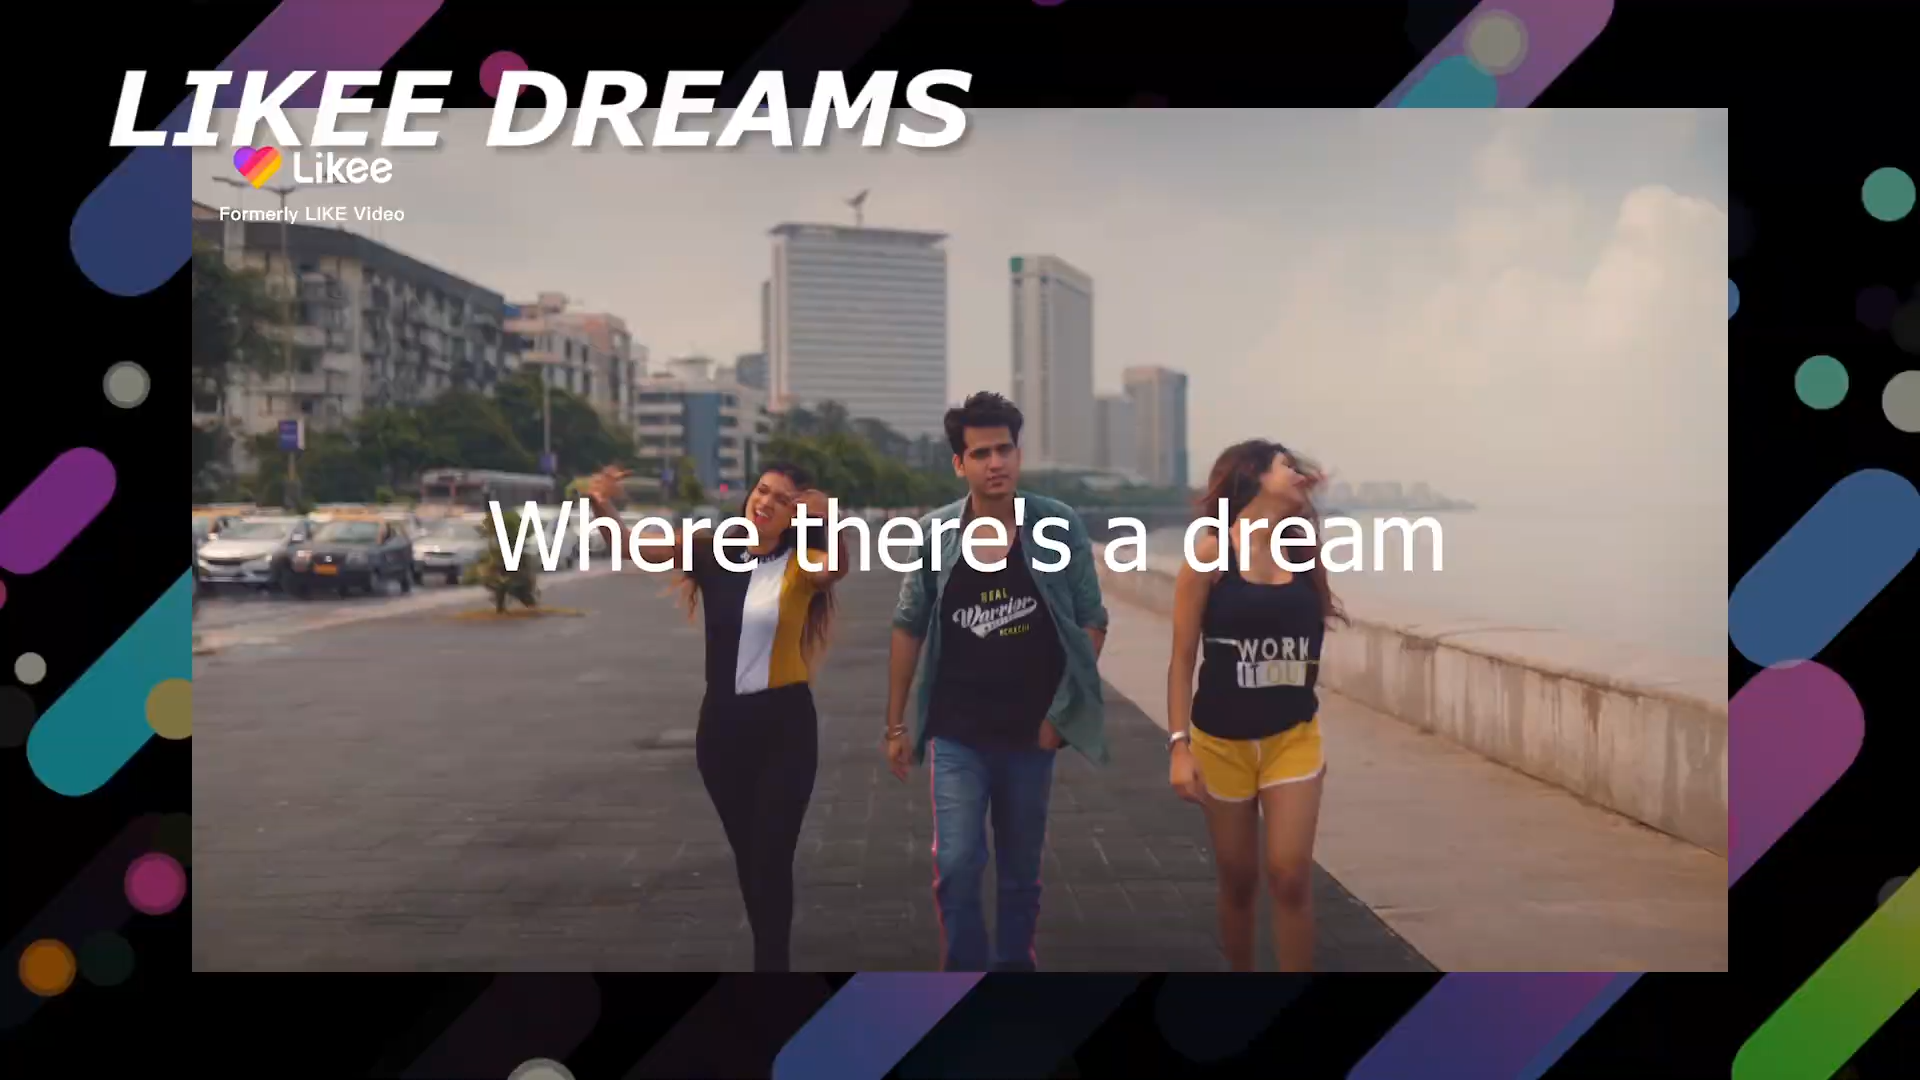 LIKEE DREAMS
Likee
Formerly LIKE Video
Where there's a dream
REAL
Warrior
WORK
IT OUT